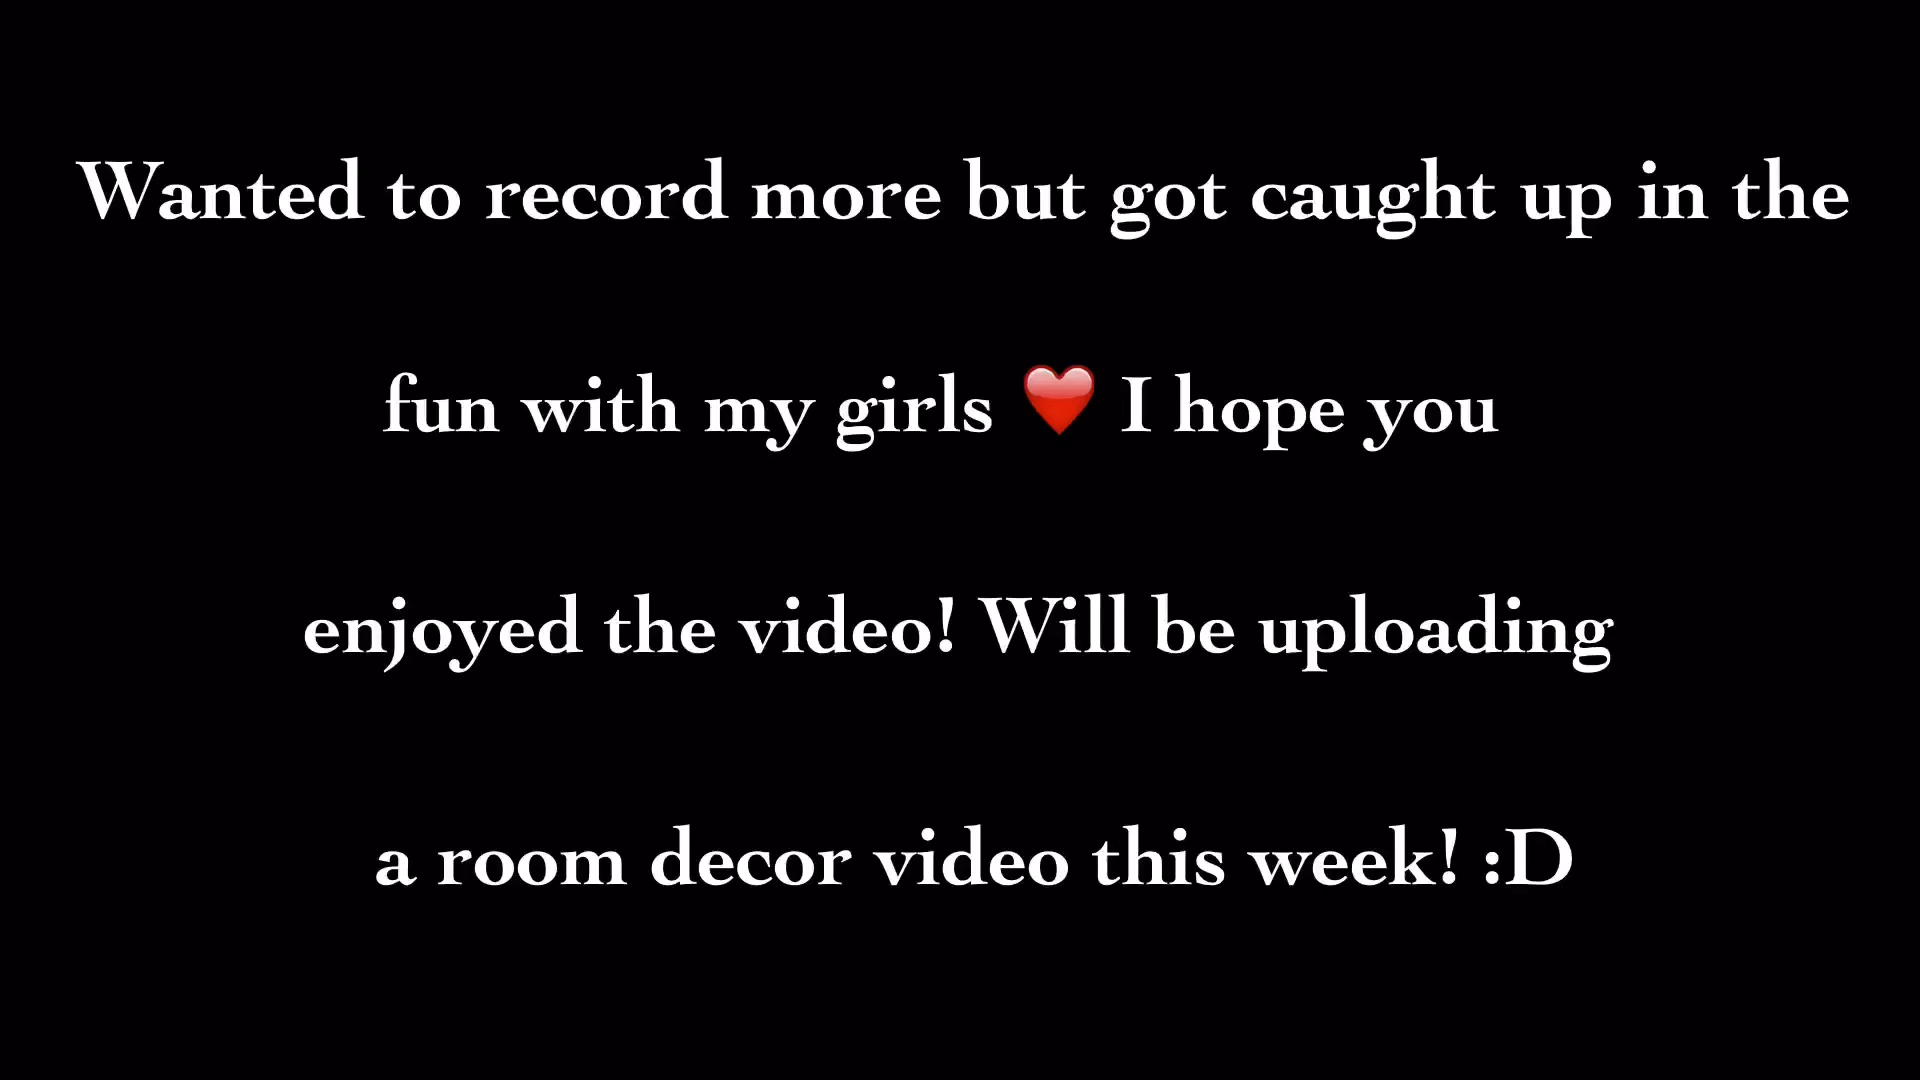 Wanted to record more but got caught up in the
fun with my girls ❤️ I hope you
enjoyed the video! Will be uploading
a room decor video this week! :D